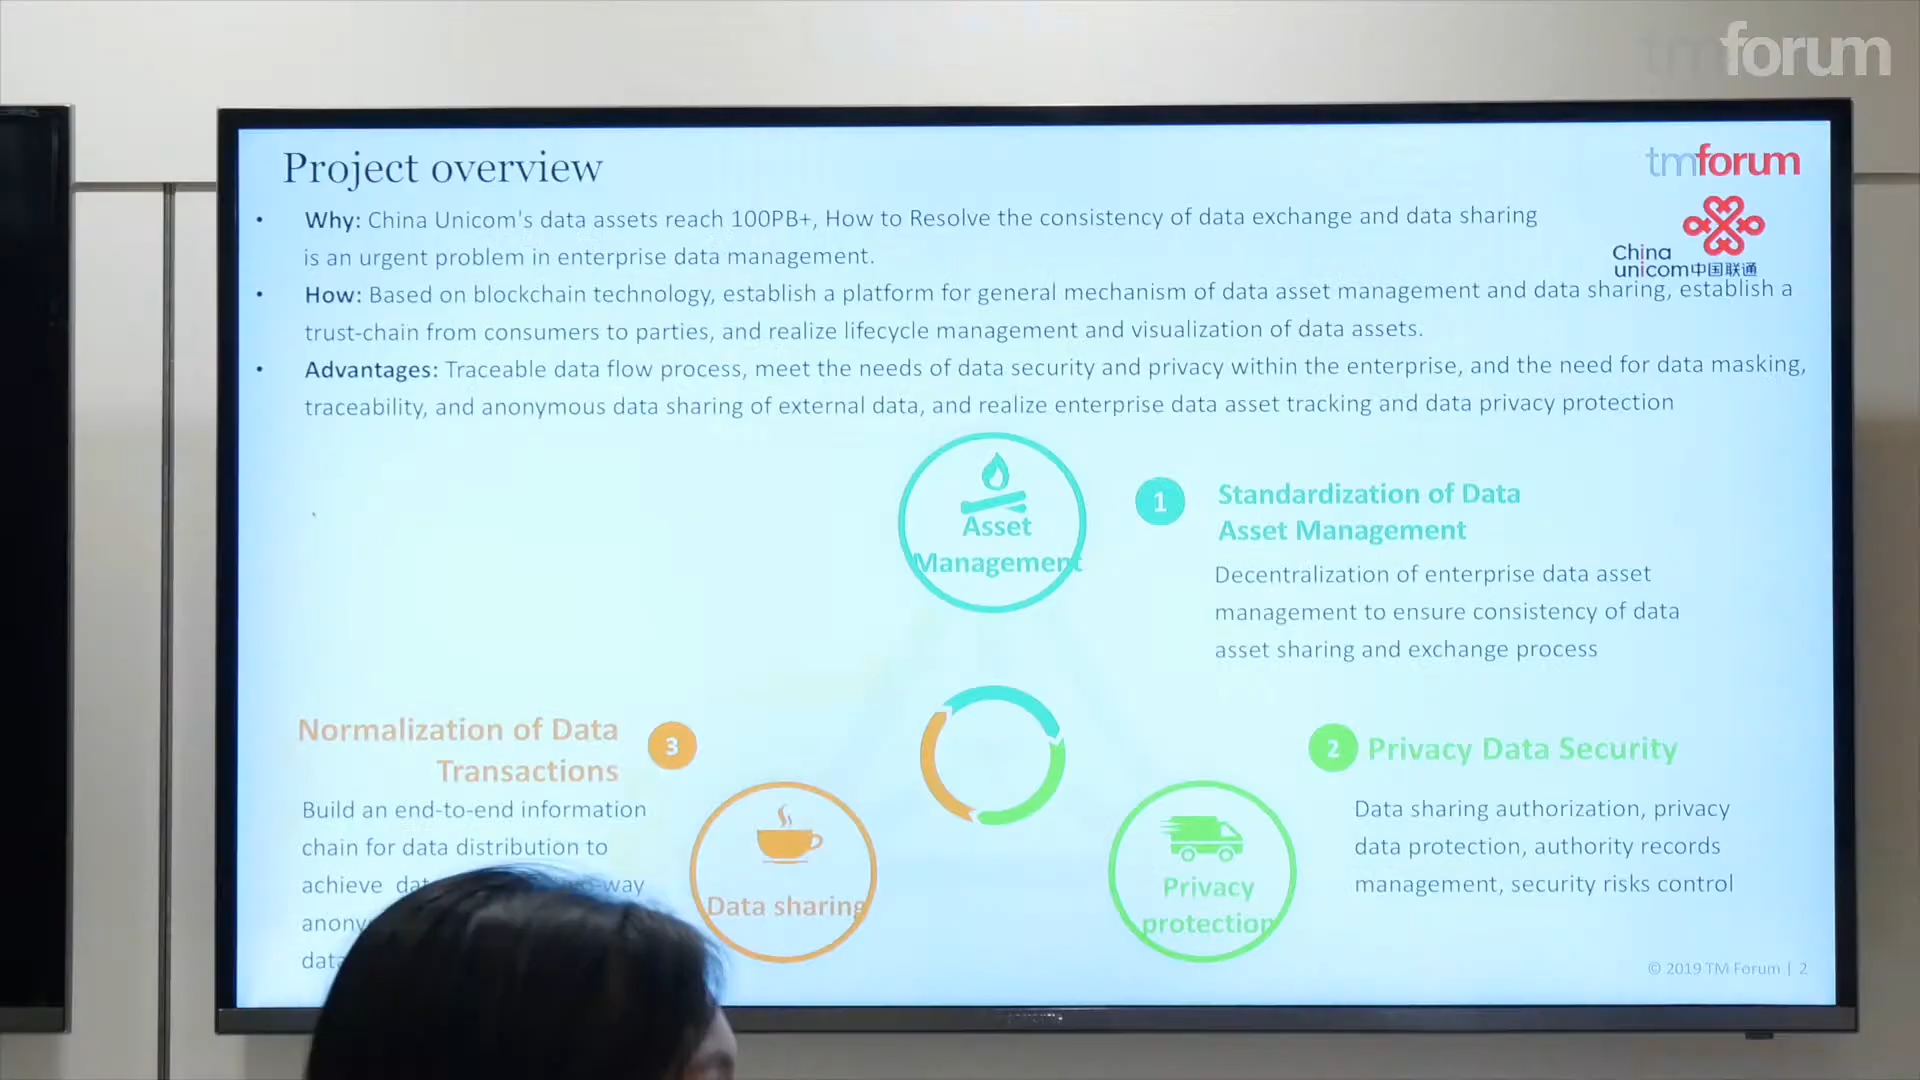 tmforum
Project overview
tmforum
• Why: China Unicom's data assets reach 100PB+, How to Resolve the consistency of data exchange and data sharing
is an urgent problem in enterprise data management.
China
unicom中国联通
• How: Based on blockchain technology, establish a platform for general mechanism of data asset management and data sharing, establish a
trust-chain from consumers to parties, and realize lifecycle management and visualization of data assets.
• Advantages: Traceable data flow process, meet the needs of data security and privacy within the enterprise, and the need for data masking,
traceability, and anonymous data sharing of external data, and realize enterprise data asset tracking and data privacy protection
Asset
Management
1
Standardization of Data
Asset Management
Decentralization of enterprise data asset
management to ensure consistency of data
asset sharing and exchange process
Normalization of Data
Transactions
3
Build an end-to-end information
chain for data distribution to
achieve way
Data sharing
2
Privacy Data Security
Data sharing authorization, privacy
data protection, authority records
management, security risks control
Privacy
protection
© 2019 TM Forum | 2